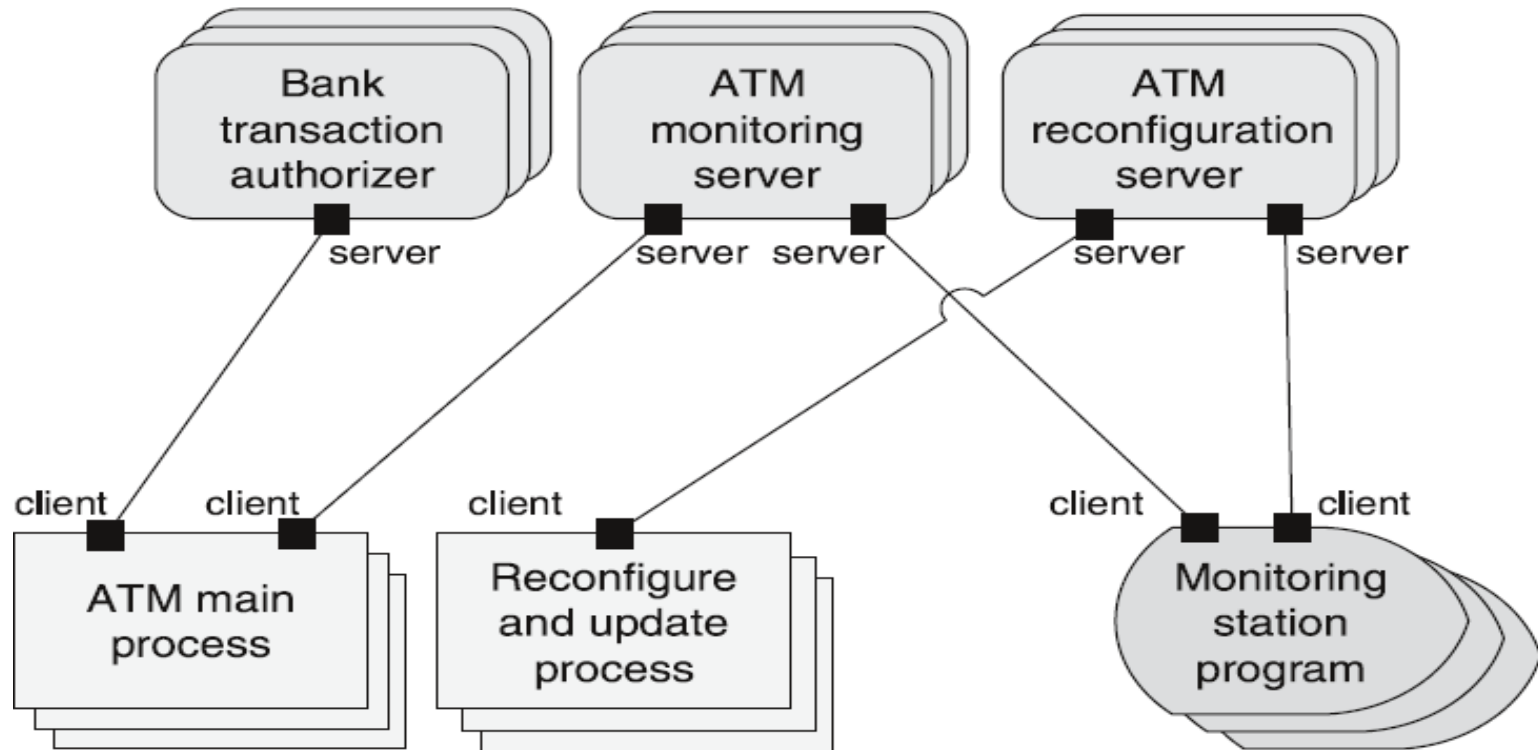 Bank
transaction
authorizer
ATM
monitoring
server
ATM
reconfiguration
server
server
server
server
server
server
client
client
client
client
client
ATM main
process
Reconfigure
and update
process
Monitoring
station
program